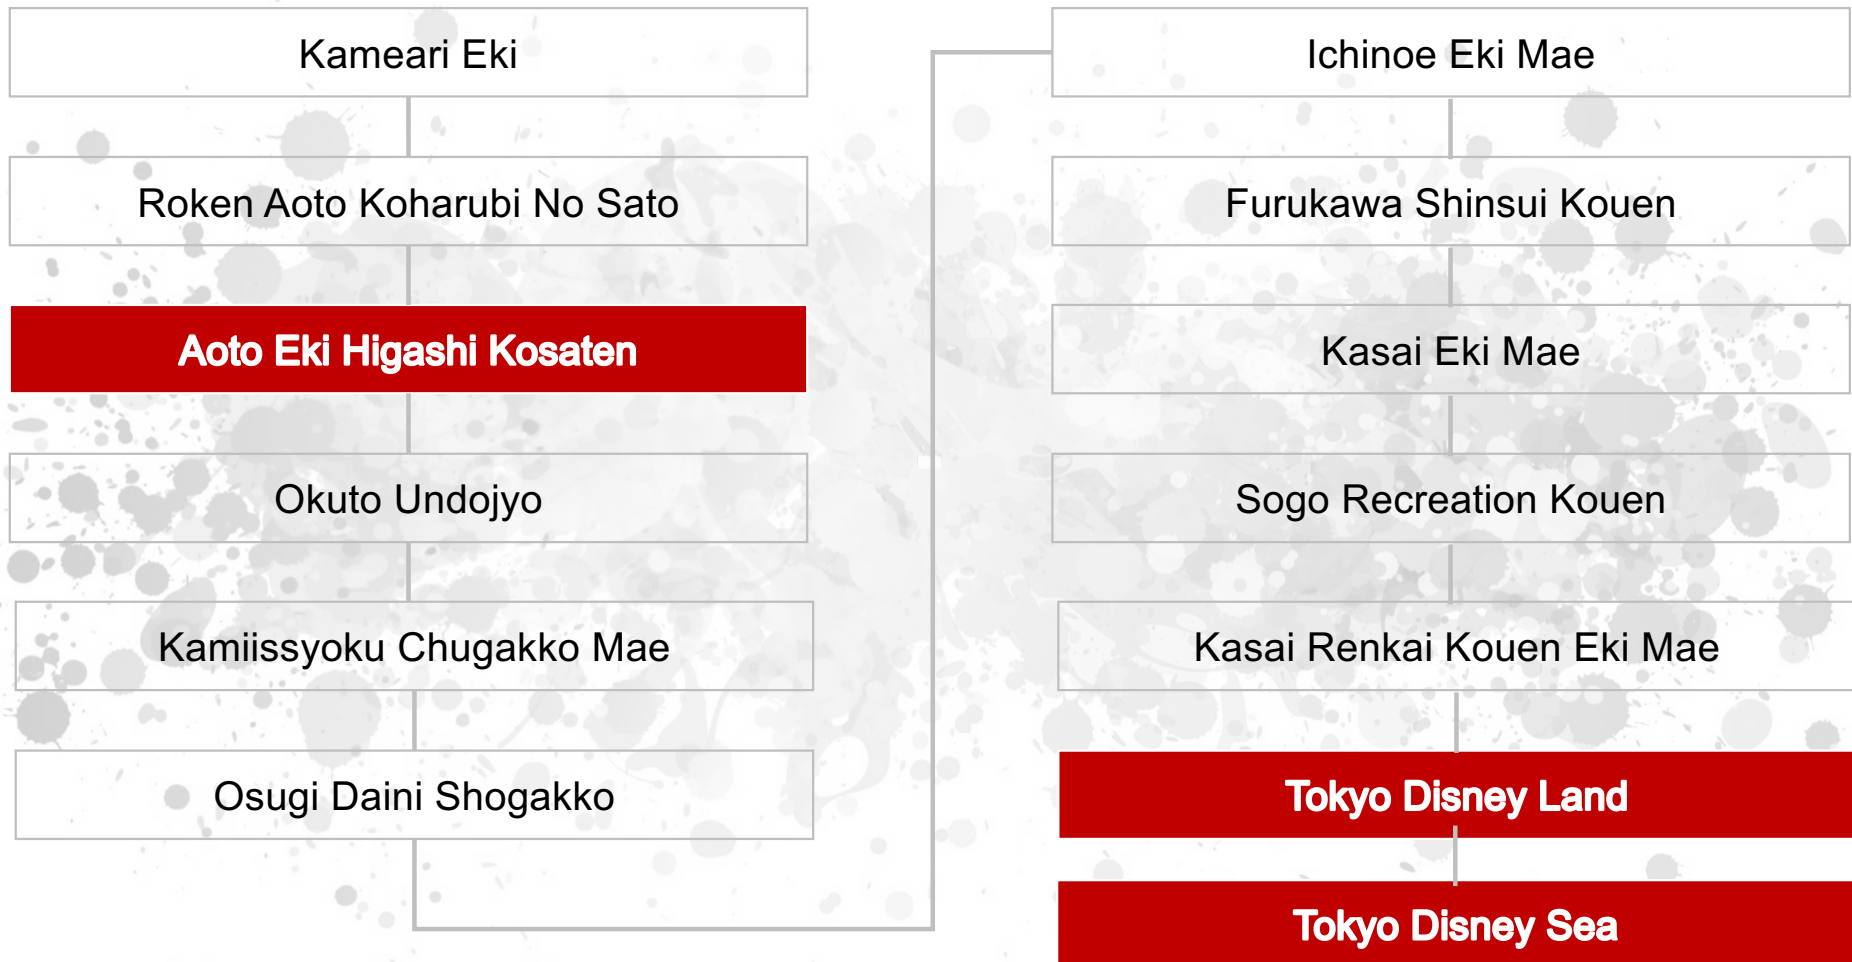 Kameari Eki
Roken Aoto Koharubi No Sato
Aoto Eki Higashi Kosaten
Okuto Undojyo
Kamiissyoku Chugakko Mae
Osugi Daini Shogakko
Ichinoe Eki Mae
Furukawa Shinsui Kouen
Kasai Eki Mae
Sogo Recreation Kouen
Kasai Renkai Kouen Eki Mae
Tokyo Disney Land
Tokyo Disney Sea